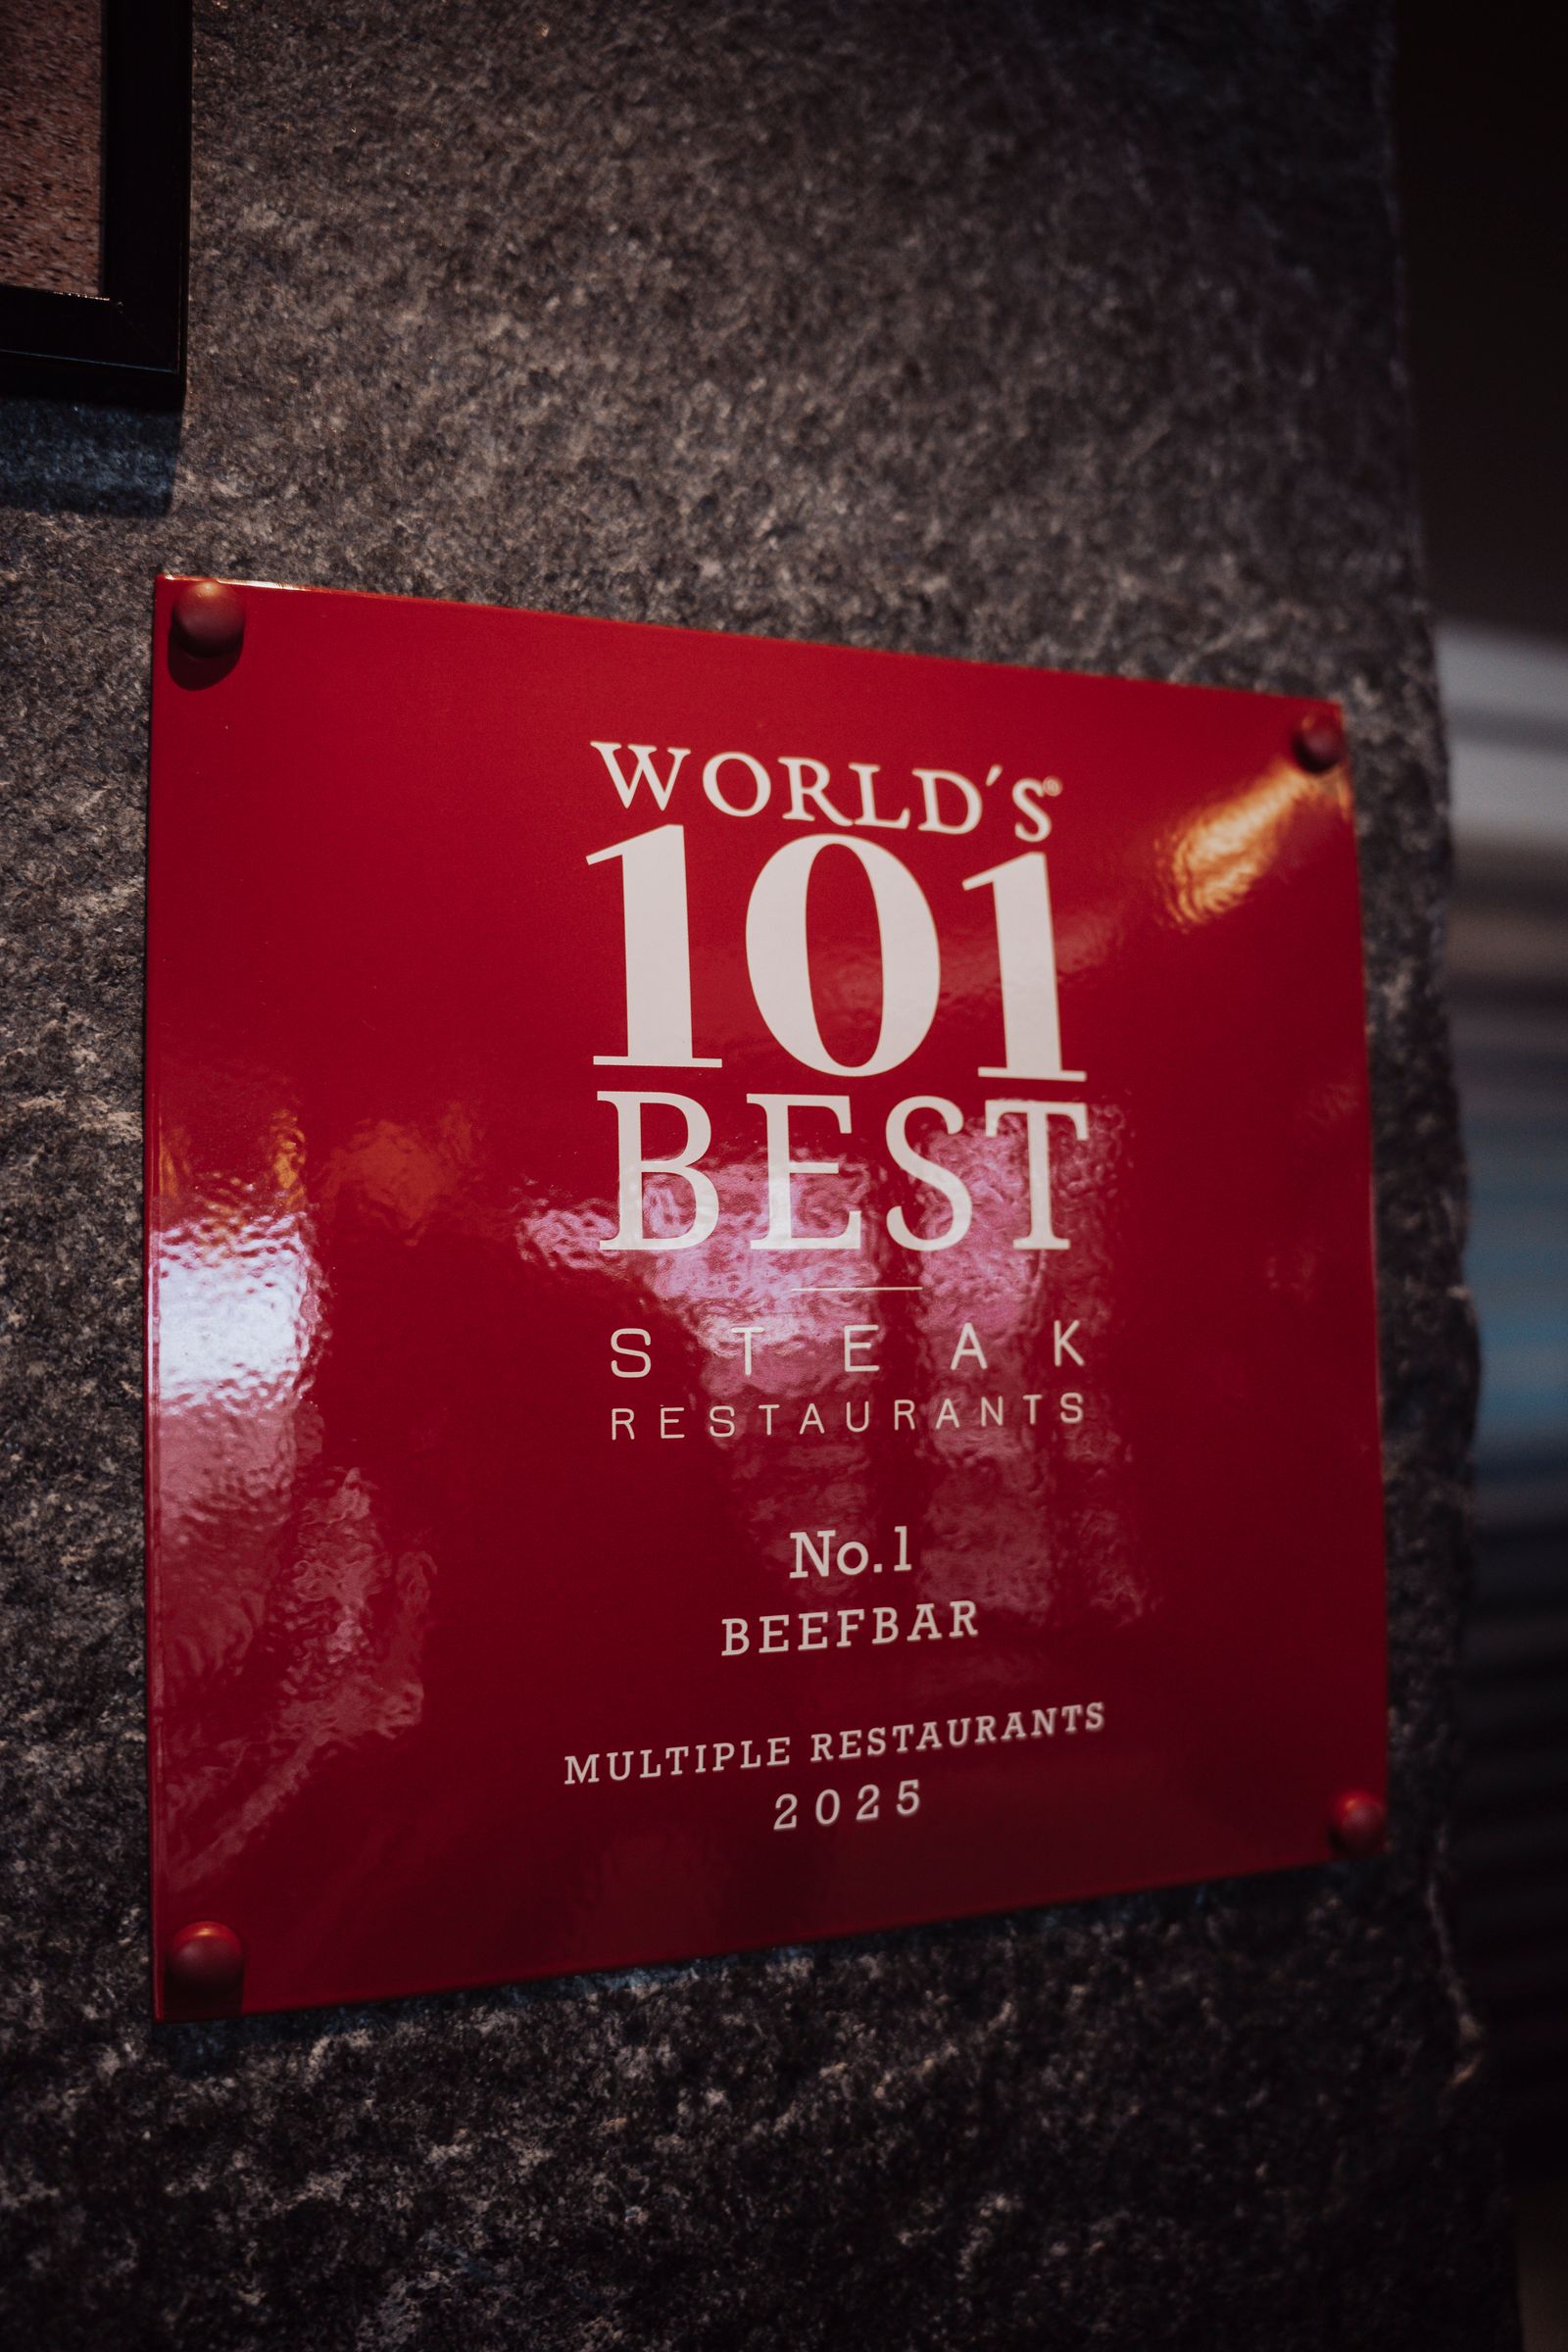 WORLD'S®
101
BEST
STEAK
RESTAURANTS
No.1
BEEFBAR
MULTIPLE RESTAURANTS
2025